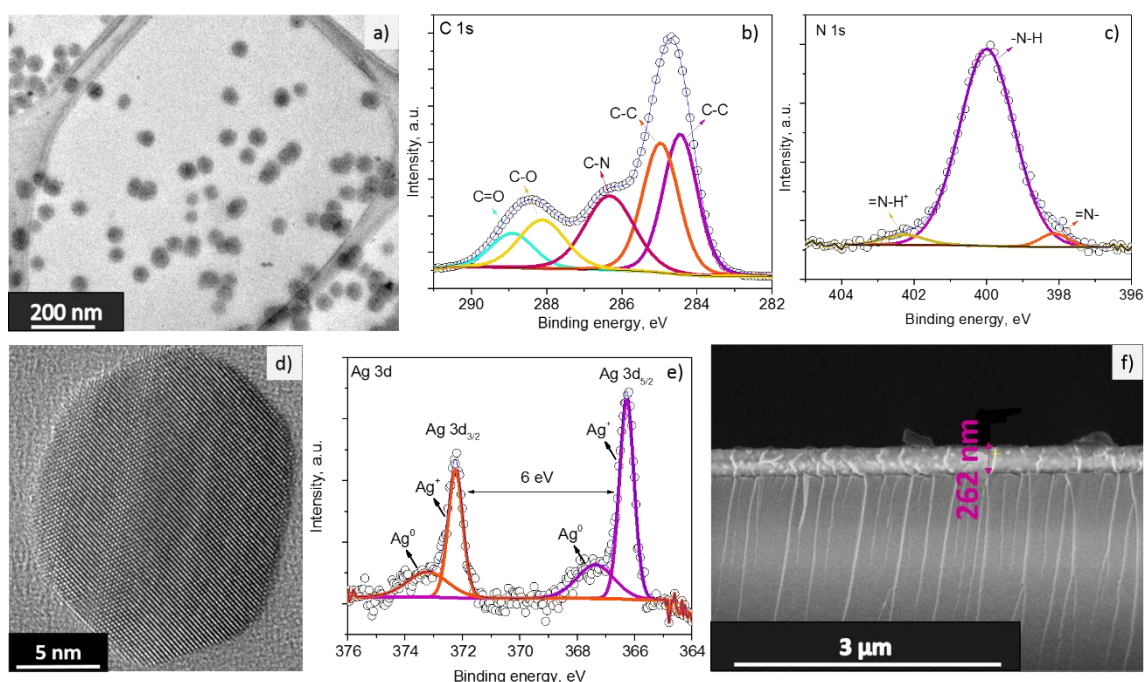 a)
200 nm
C 1s
b)
C-C
C-C
C-N
C-O
C=O
Intensity, a.u.
290 288 286 284 282
Binding energy, eV
N 1s
c)
-N-H
=N-H⁺
=N-
Intensity, a.u.
404 402 400 398 396
Binding energy, eV
d)
5 nm
Ag 3d
e)
Ag 3d₅/₂
Ag⁺
Ag 3d₃/₂
Ag⁺
6 eV
Ag⁰
Ag⁰
Intensity, a.u.
376 374 372 370 368 366 364
Binding energy, eV
f)
262 nm
3 µm